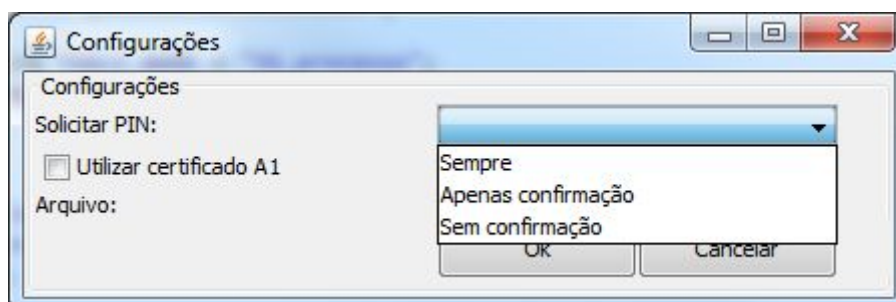 Configurações
Configurações
Solicitar PIN:
Utilizar certificado A1
Sempre
Apenas confirmação
Arquivo:
Sem confirmação
Ok
Cancelar